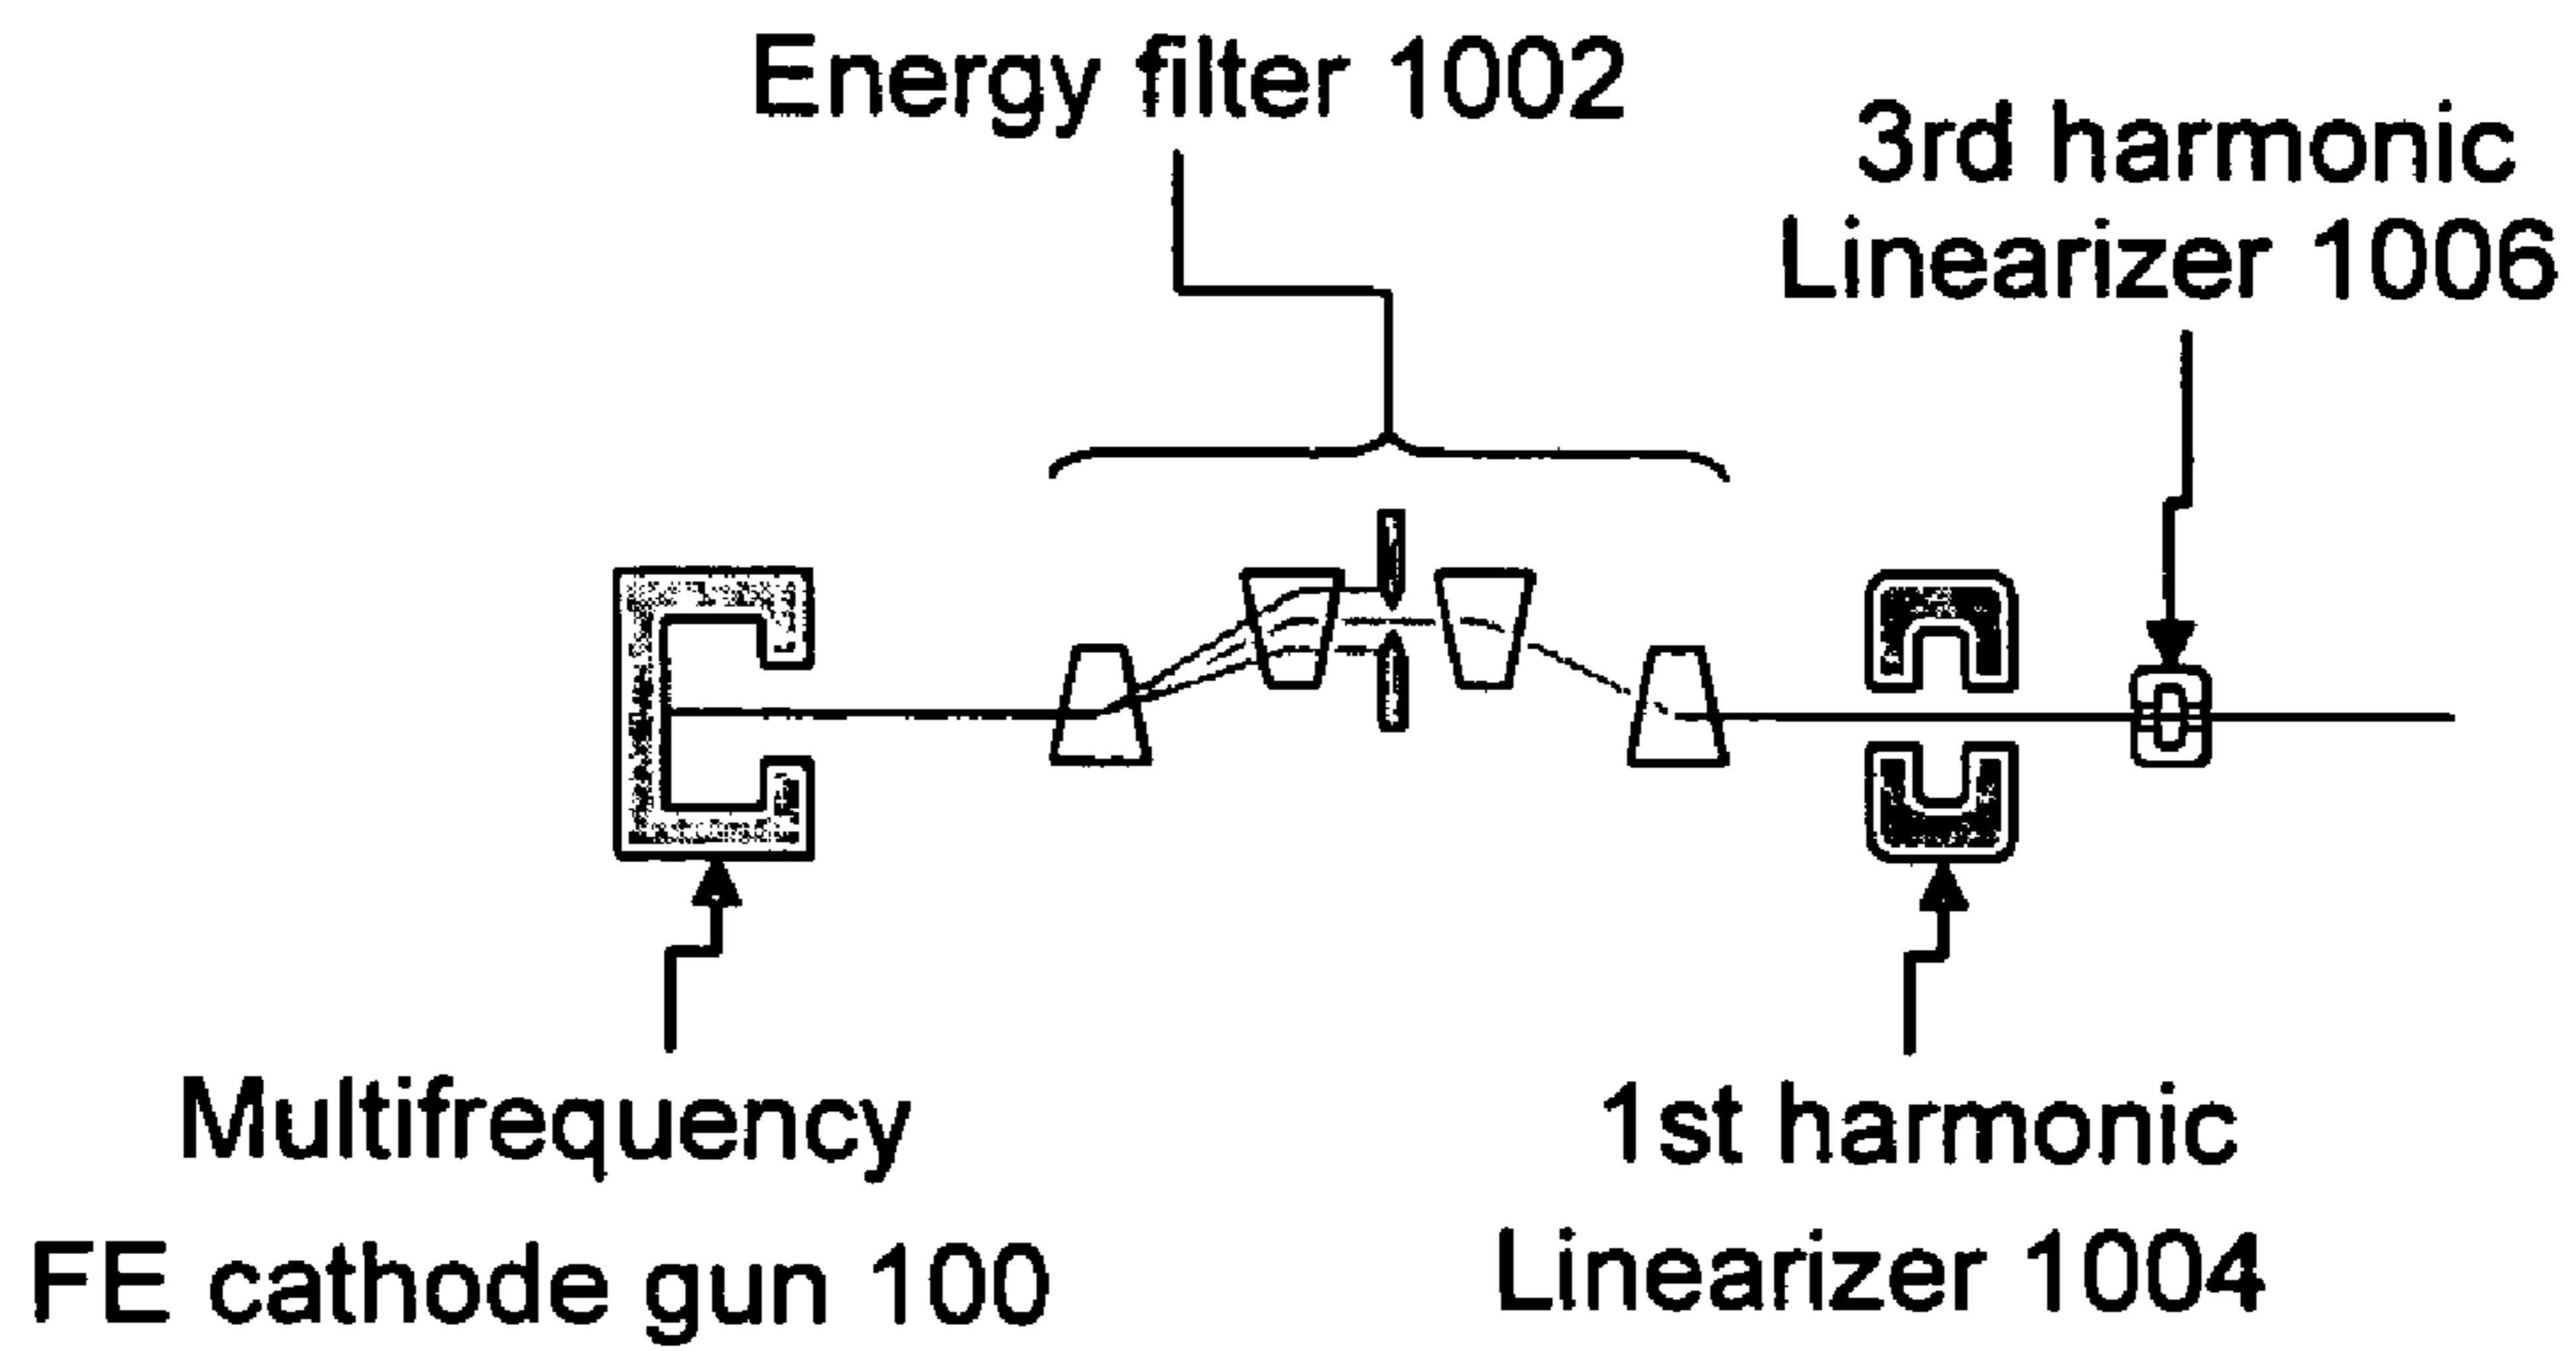 Energy filter 1002
3rd harmonic
Linearizer 1006
Multifrequency
FE cathode gun 100
1st harmonic
Linearizer 1004